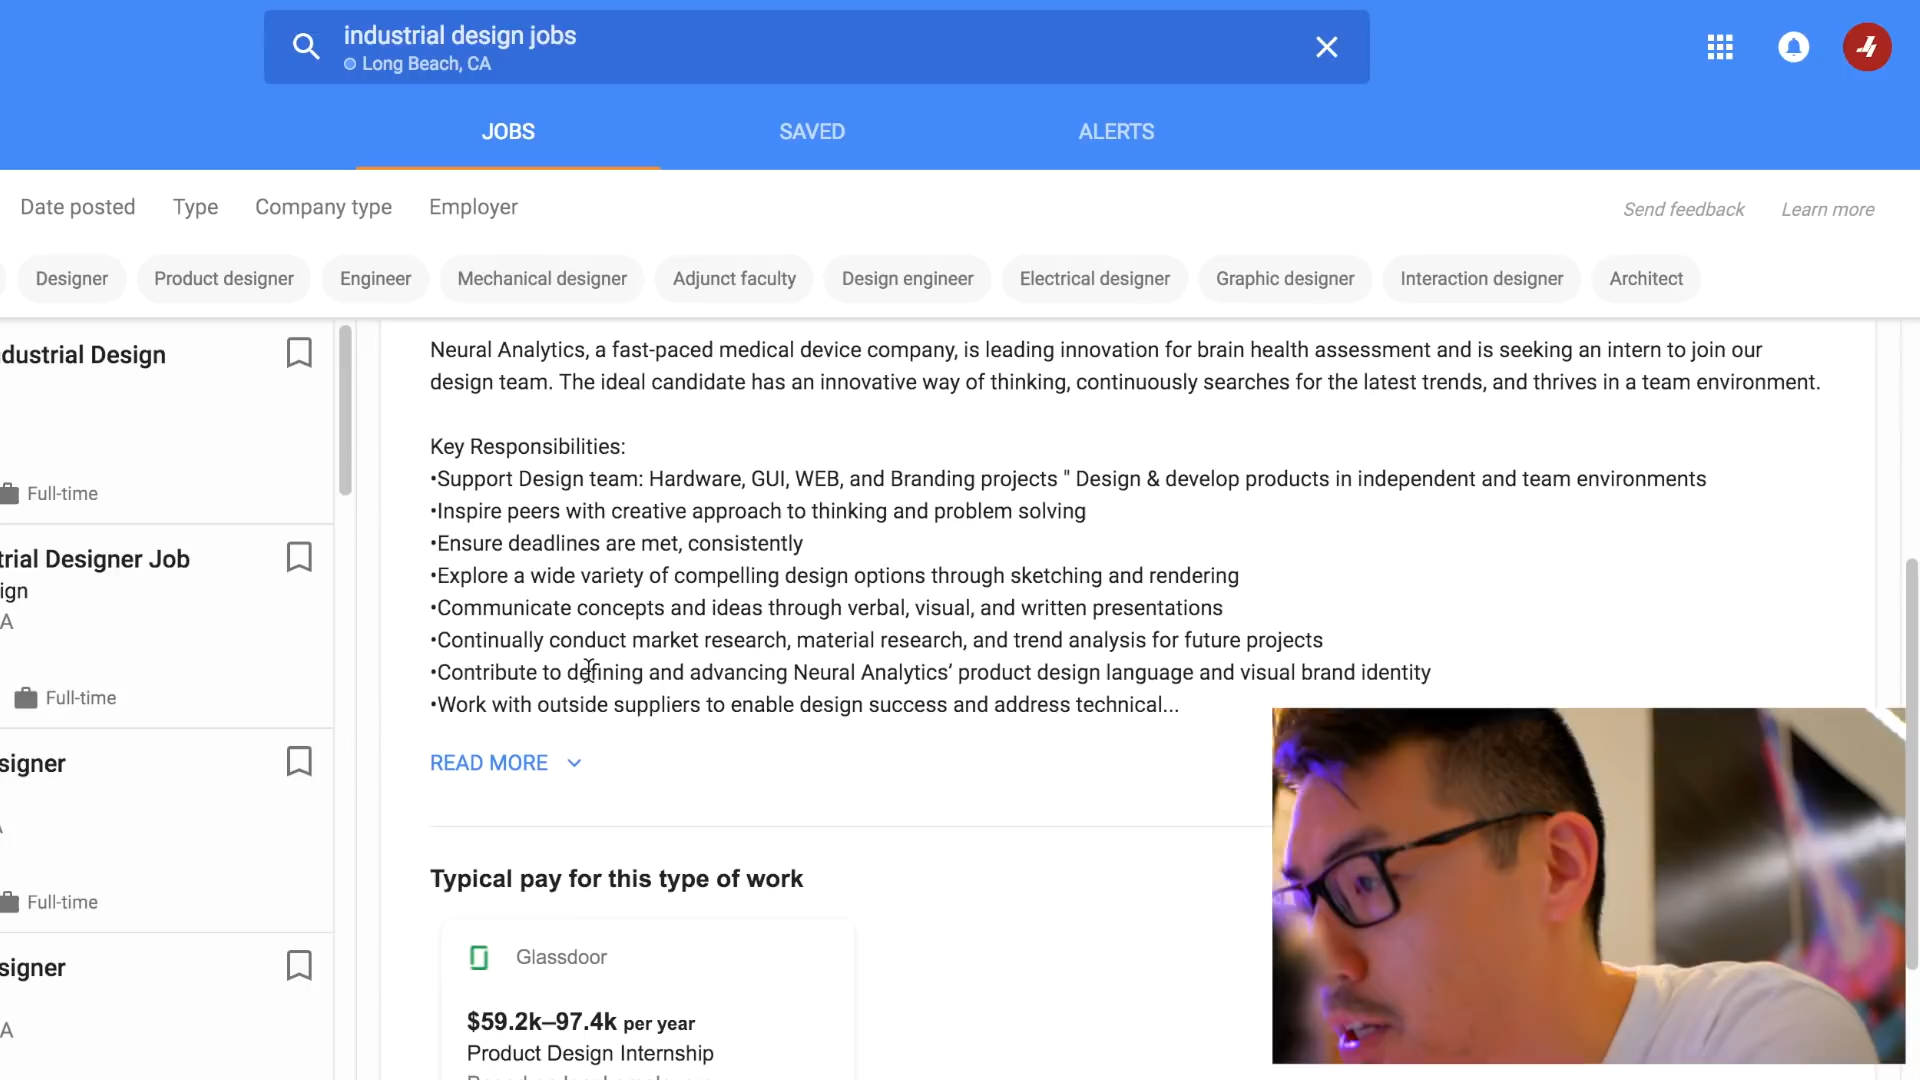 industrial design jobs
Long Beach, CA
JOBS
SAVED
ALERTS
Date posted
Type
Company type
Employer
Send feedback
Learn more
Designer
Product designer
Engineer
Mechanical designer
Adjunct faculty
Design engineer
Electrical designer
Graphic designer
Interaction designer
Architect
dustrial Design
Full-time
trial Designer Job
ign
A
Full-time
signer
Full-time
signer
A
Neural Analytics, a fast-paced medical device company, is leading innovation for brain health assessment and is seeking an intern to join our
design team. The ideal candidate has an innovative way of thinking, continuously searches for the latest trends, and thrives in a team environment.
Key Responsibilities:
•Support Design team: Hardware, GUI, WEB, and Branding projects " Design & develop products in independent and team environments
•Inspire peers with creative approach to thinking and problem solving
•Ensure deadlines are met, consistently
•Explore a wide variety of compelling design options through sketching and rendering
•Communicate concepts and ideas through verbal, visual, and written presentations
•Continually conduct market research, material research, and trend analysis for future projects
•Contribute to defining and advancing Neural Analytics’ product design language and visual brand identity
•Work with outside suppliers to enable design success and address technical...
READ MORE
Typical pay for this type of work
Glassdoor
$59.2k–97.4k per year
Product Design Internship